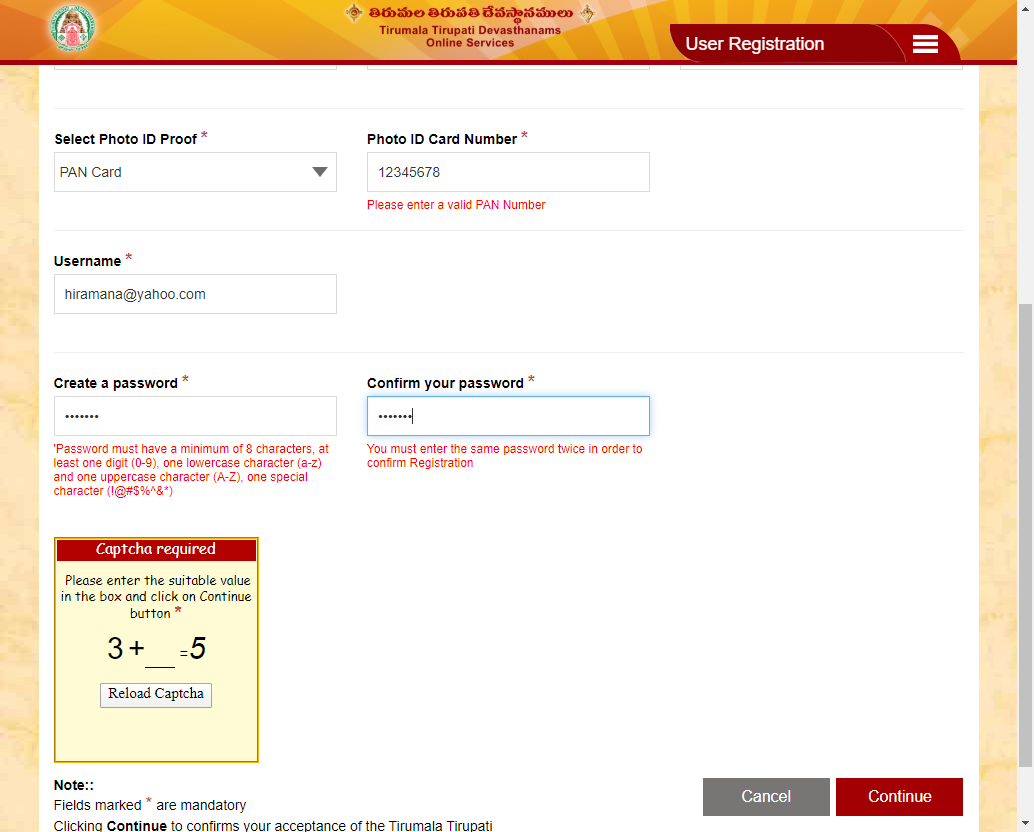 తిరుమల తిరుపతి దేవస్థానములు
Tirumala Tirupati Devasthanams
Online Services
User Registration
Select Photo ID Proof *
Photo ID Card Number *
PAN Card
12345678
Please enter a valid PAN Number
Username *
hiramana@yahoo.com
Create a password *
Confirm your password *
•••••••
•••••••
'Password must have a minimum of 8 characters, at
least one digit (0-9), one lowercase character (a-z)
and one uppercase character (A-Z), one special
character (!@#$%^&*)
You must enter the same password twice in order to
confirm Registration
Captcha required
Please enter the suitable value
in the box and click on Continue
button *
3 + ___ = 5
Reload Captcha
Note::
Fields marked * are mandatory
Clicking Continue to confirms your acceptance of the Tirumala Tirupati
Cancel
Continue